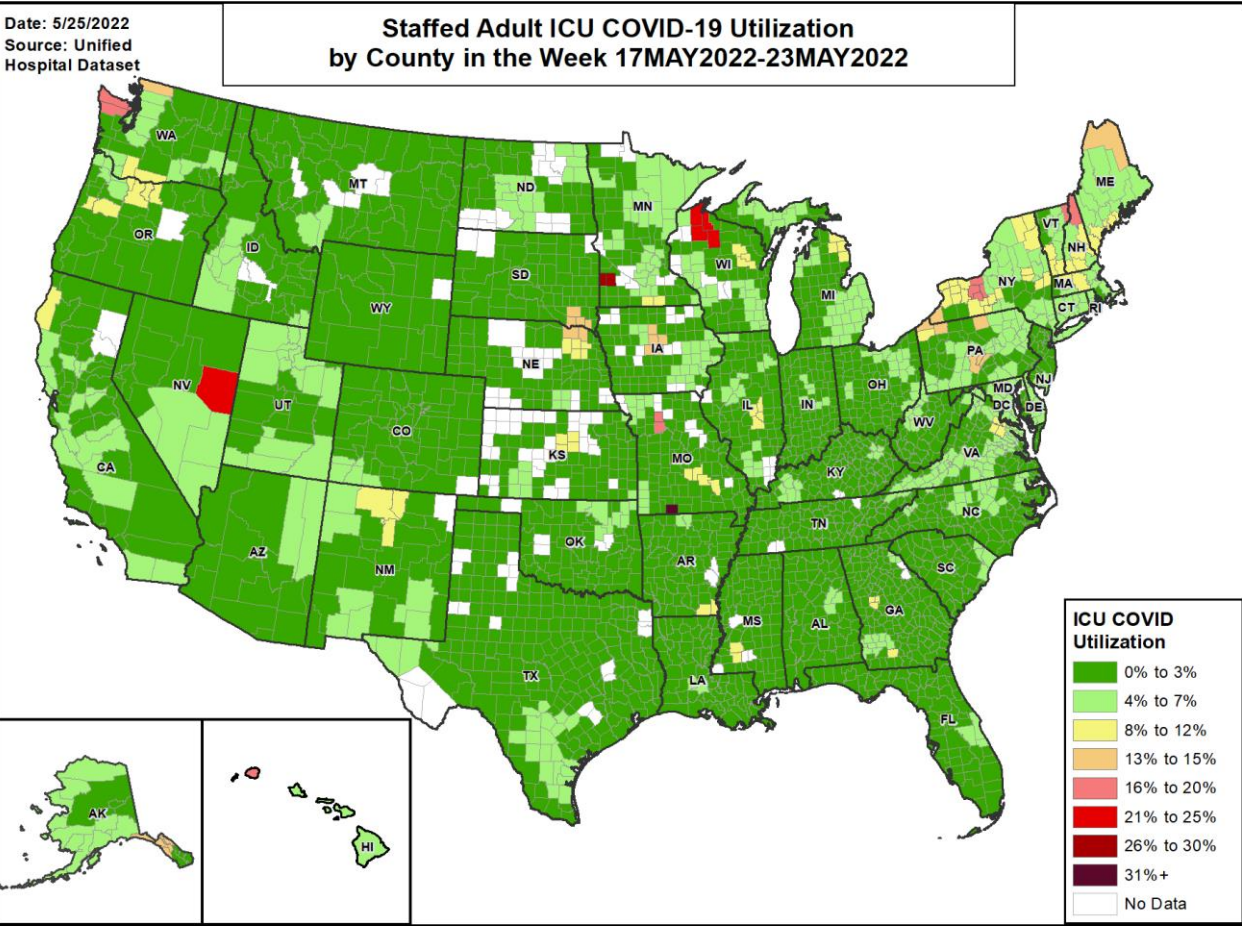 Date: 5/25/2022
Source: Unified
Hospital Dataset
Staffed Adult ICU COVID-19 Utilization
by County in the Week 17MAY2022-23MAY2022
WA
MT
ND
MN
ME
VT
NH
OR
ID
SD
WI
NY
MA
WY
MI
CT
RI
NE
IA
PA
NV
UT
OH
NJ
MD
IL
IN
DC
DE
CO
WV
CA
KS
MO
VA
KY
NC
TN
AZ
OK
AR
NM
SC
MS
AL
GA
TX
LA
FL
AK
HI
ICU COVID
Utilization
0% to 3%
4% to 7%
8% to 12%
13% to 15%
16% to 20%
21% to 25%
26% to 30%
31%+
No Data